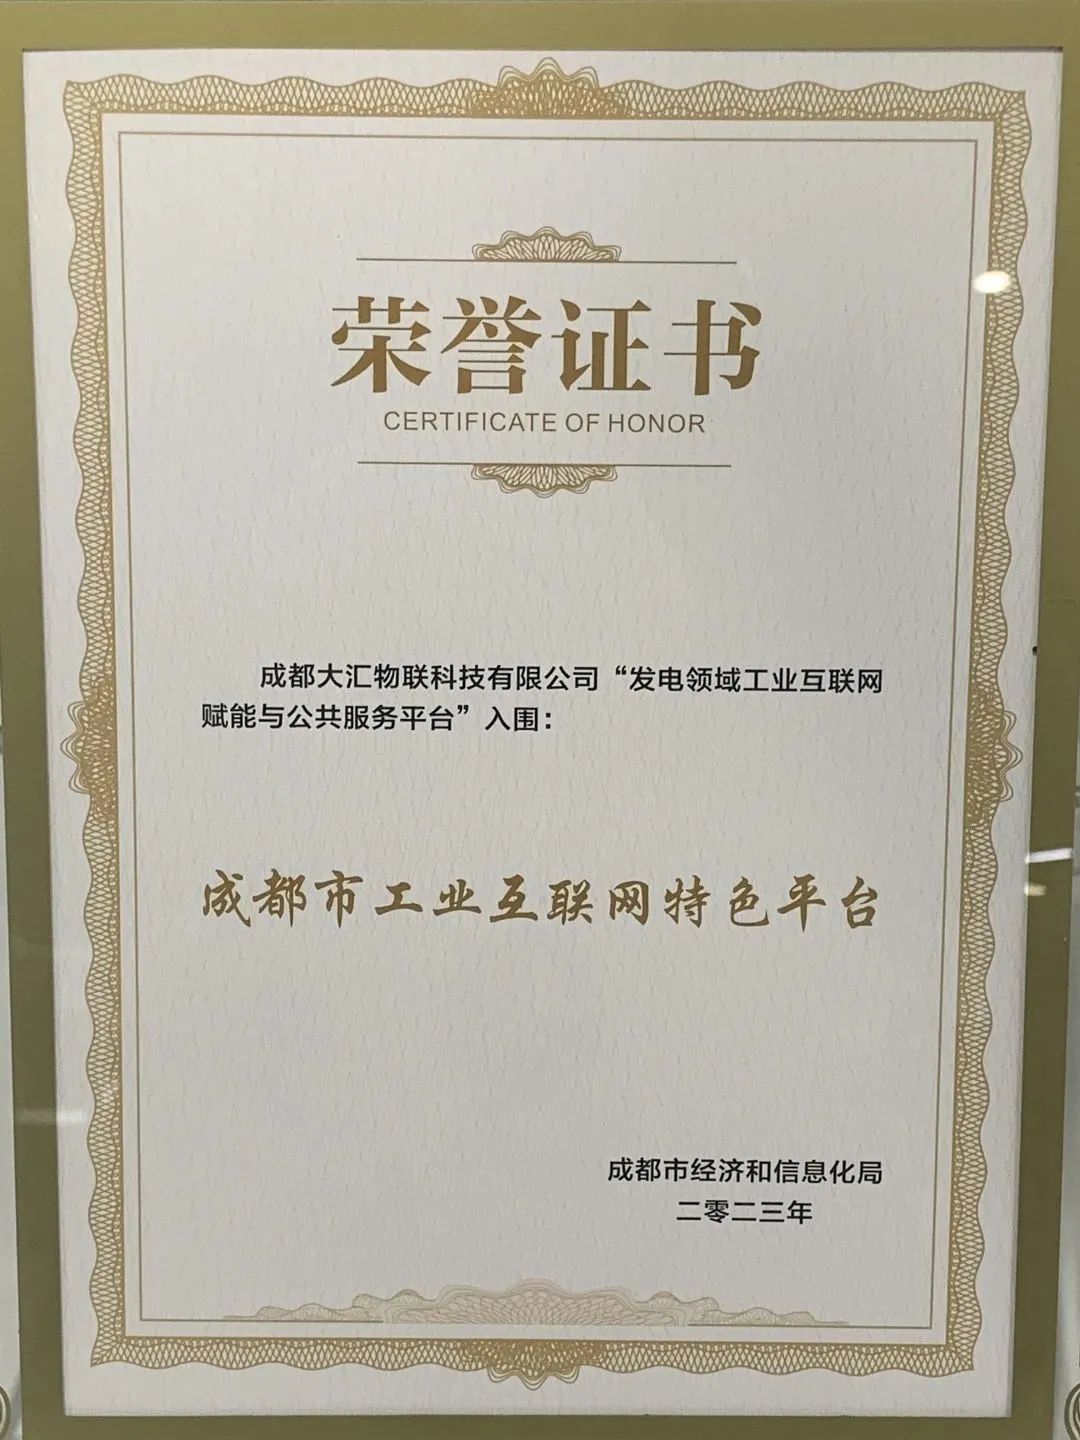 荣誉证书
CERTIFICATE OF HONOR
成都大汇物联科技有限公司“发电领域工业互联网
赋能与公共服务平台”入围：
成都市工业互联网特色平台
成都市经济和信息化局
二零二三年